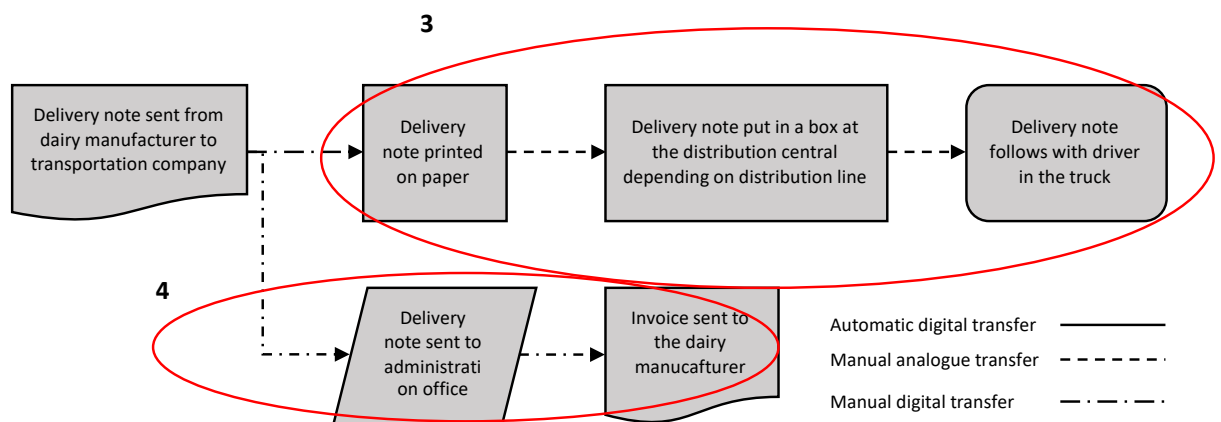 3
Delivery note sent from
dairy manufacturer to
transportation company
Delivery
note printed
on paper
Delivery note put in a box at
the distribution central
depending on distribution line
Delivery note
follows with driver
in the truck
4
Delivery
note sent to
administrati
on office
Invoice sent to
the dairy
manucafturer
Automatic digital transfer
Manual analogue transfer
Manual digital transfer